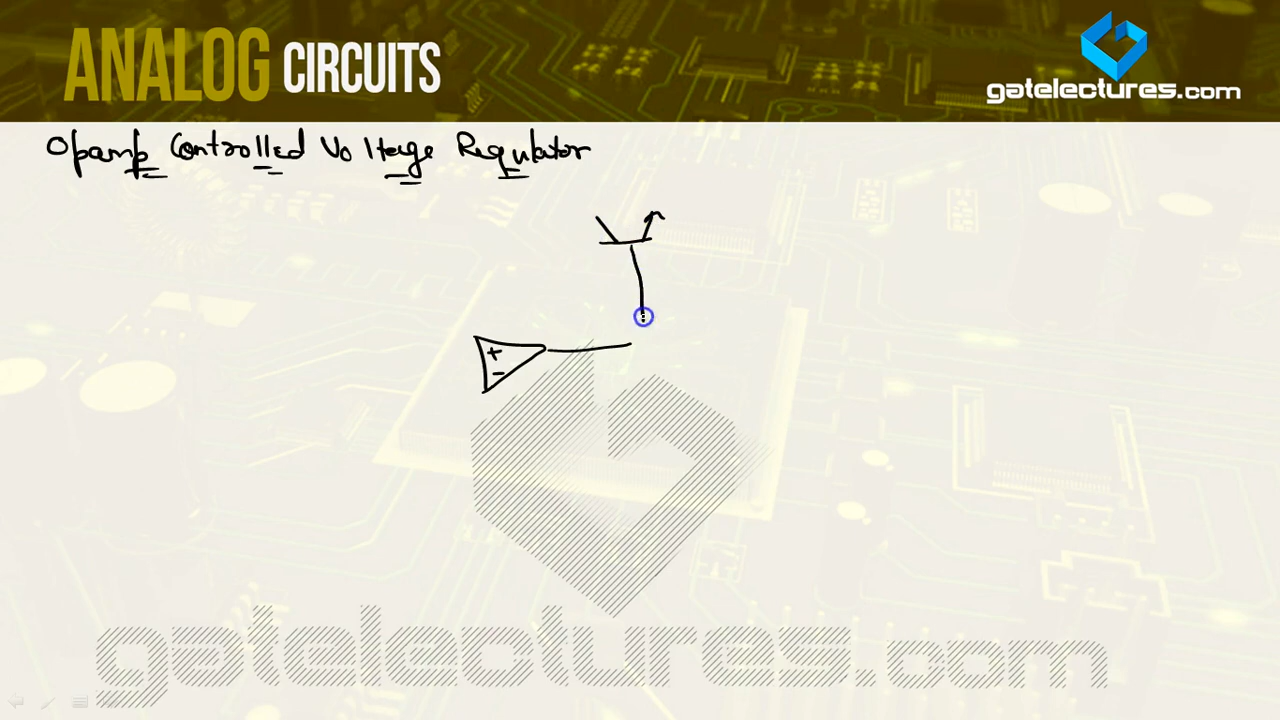 ANALOG CIRCUITS
gatelectures.com
Opamp Controlled Voltage Regulator
+
-
gatelectures.com